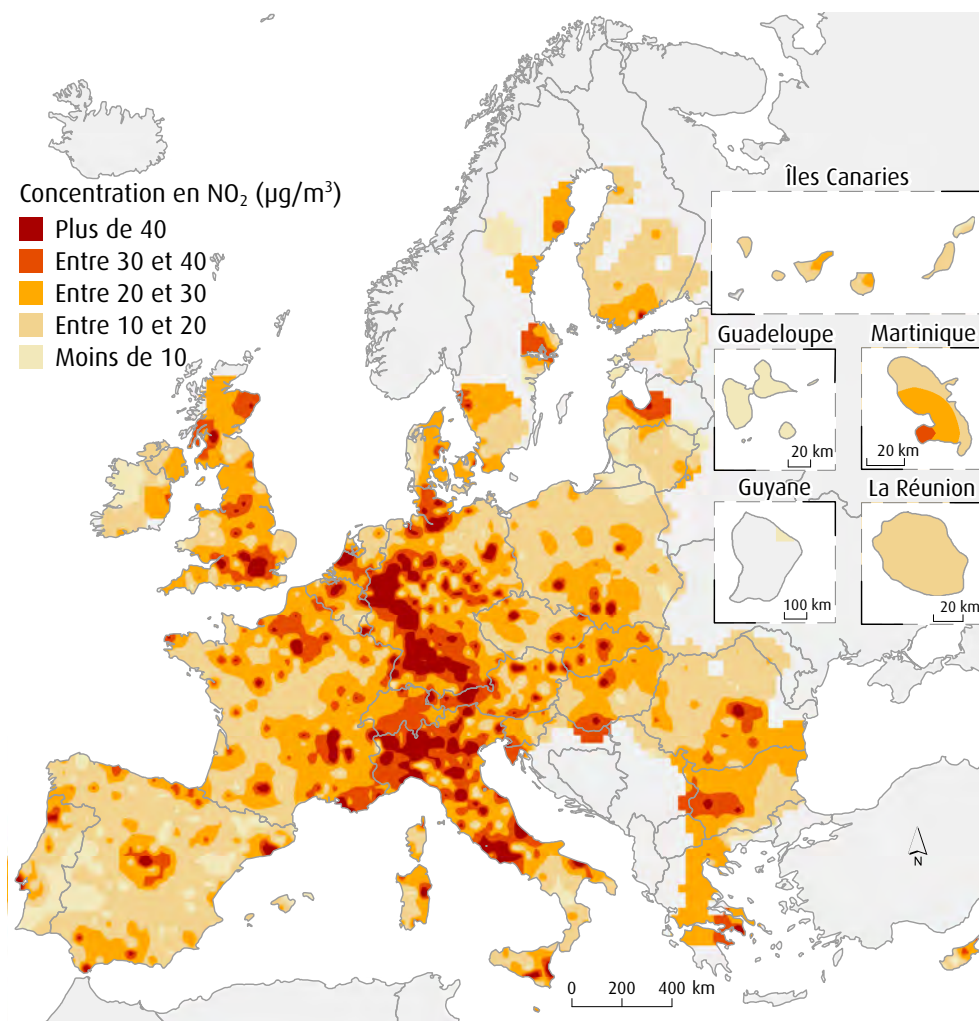 Concentration en NO₂ (µg/m³)
Plus de 40
Entre 30 et 40
Entre 20 et 30
Entre 10 et 20
Moins de 10
Îles Canaries
Guadeloupe
20 km
Martinique
20 km
Guyane
100 km
La Réunion
20 km
N
0 200 400 km